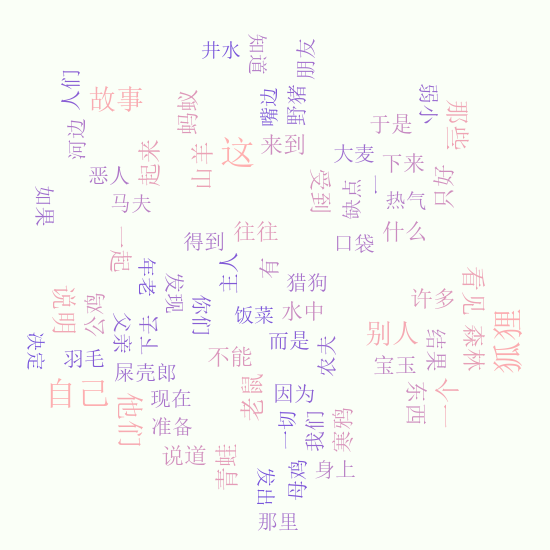 井水
知道
朋友
人们
故事
蚂蚁
嘴边
野猪
弱小
那些
河边
起来
山羊
这
来到
于是
大麦
下来
恶人
受到
缺点
一
热气
只好
如果
马夫
一起
得到
往往
口袋
什么
年老
发现
主人
有
猎狗
你们
说明
公鸡
父亲
饭菜
水中
许多
看见
森林
狐狸
别人
而是
农夫
结果
决定
羽毛
不能
宝玉
屎壳郎
自己
他们
现在
老鼠
因为
东西
一个
准备
一切
我们
寒鸦
说道
青蛙
发出
母鸡
身上
那里